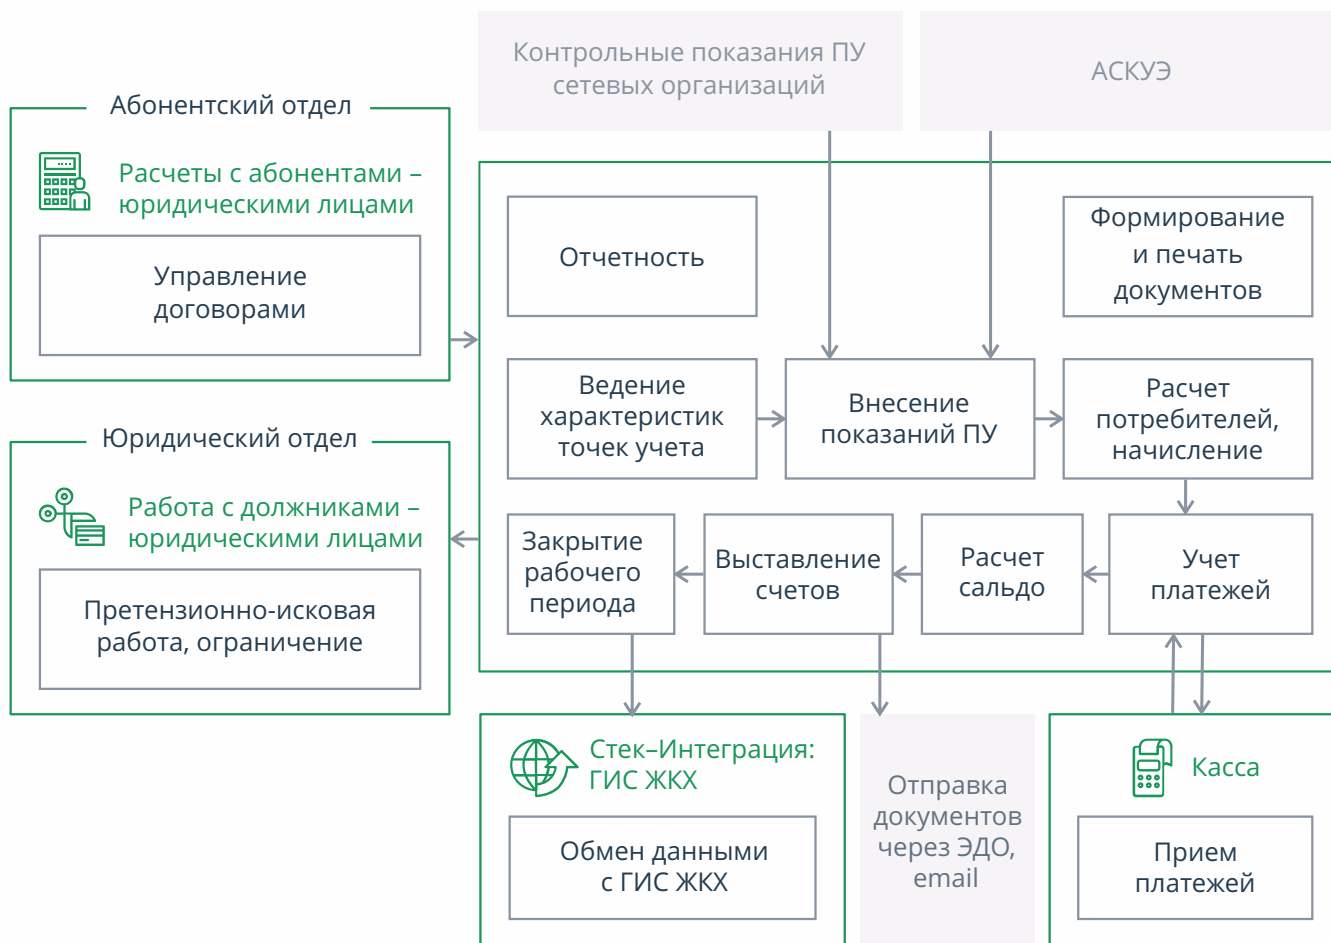 Контрольные показания ПУ
сетевых организаций
АСКУЭ
Абонентский отдел
Расчеты с абонентами –
юридическими лицами
Управление
договорами
Юридический отдел
Работа с должниками –
юридическими лицами
Претензионно-исковая
работа, ограничение
Отчетность
Формирование
и печать
документов
Ведение
характеристик
точек учета
Внесение
показаний ПУ
Расчет
потребителей,
начисление
Закрытие
рабочего
периода
Выставление
счетов
Расчет
сальдо
Учет
платежей
Стек–Интеграция:
ГИС ЖКХ
Обмен данными
с ГИС ЖКХ
Отправка
документов
через ЭДО,
email
Касса
Прием
платежей